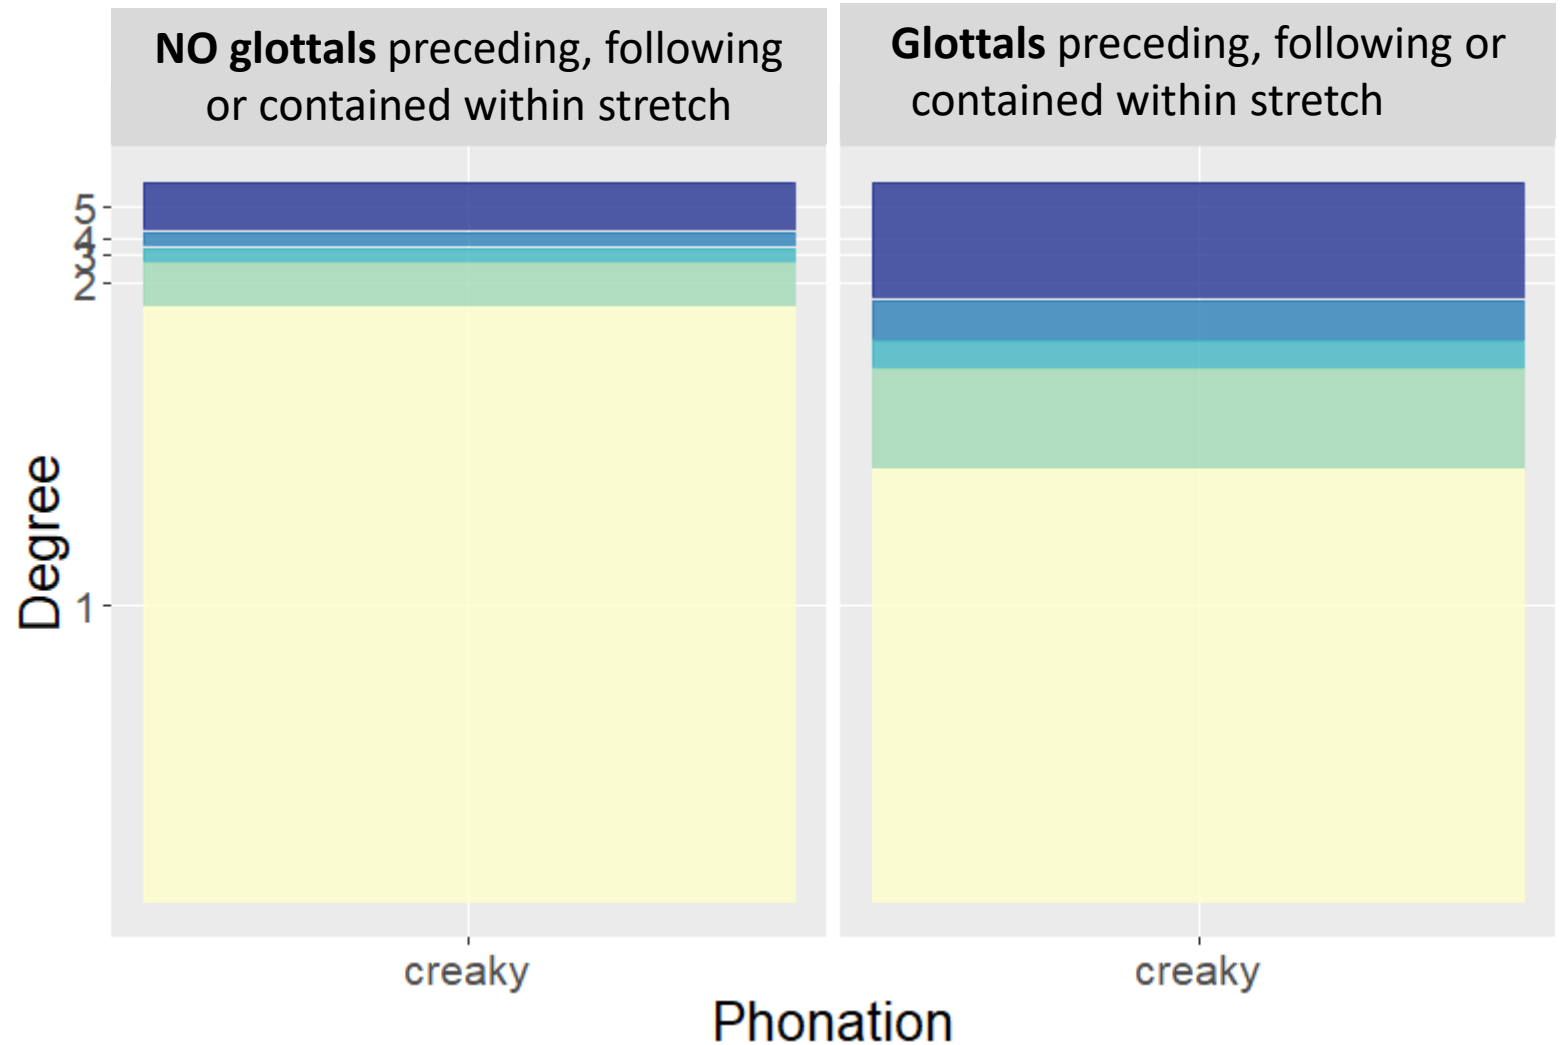 NO glottals preceding, following
or contained within stretch
Glottals preceding, following or
contained within stretch
5
4
3
2
1
Degree
creaky
creaky
Phonation